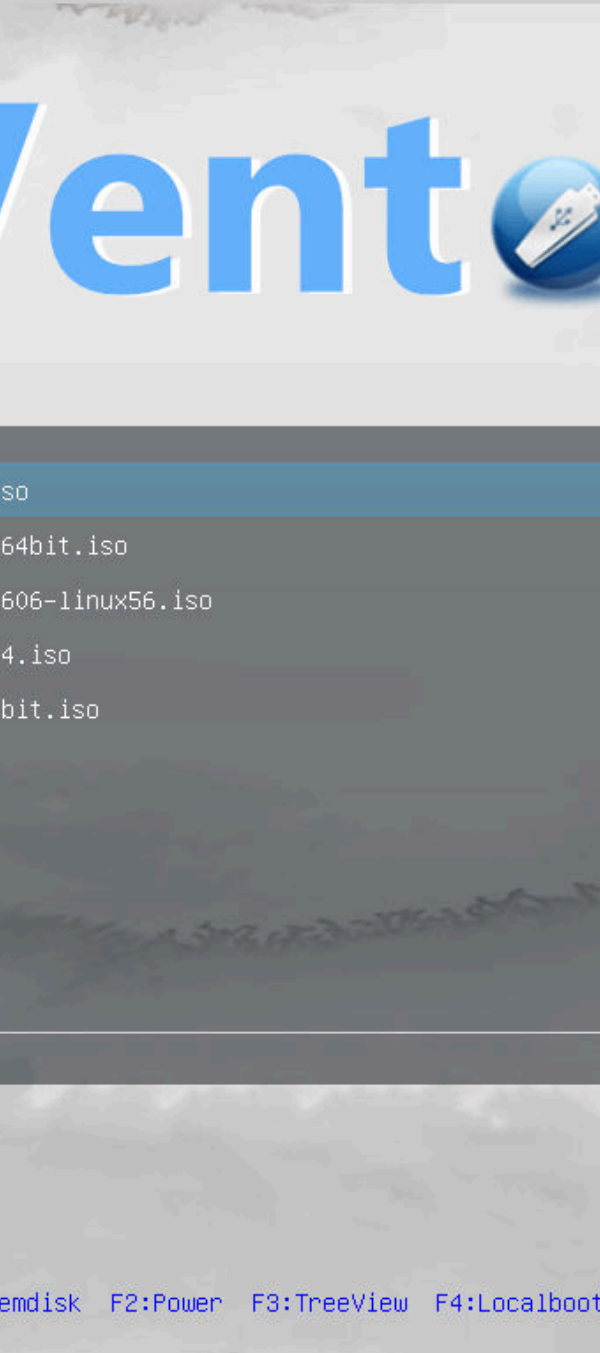 Vent
so
64bit.iso
606-linux56.iso
4.iso
bit.iso
emdisk F2:Power F3:TreeView F4:Localboot